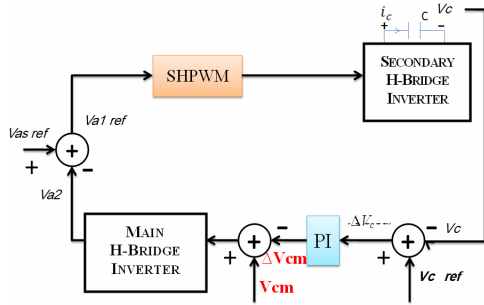 i_c
C
Vc
+
-
SHPWM
SECONDARY
H-BRIDGE
INVERTER
Va1 ref
Vas ref
+
+
-
Va2
MAIN
H-BRIDGE
INVERTER
-
+
+
ΔVcm
Vcm
PI
ΔVc
-
+
+
Vc
Vc ref